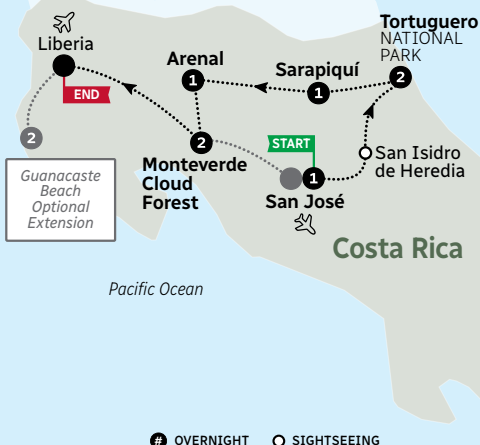 Tortuguero
NATIONAL
PARK
Liberia
Arenal
Sarapiquí
1
1
2
END
2
2
START
San Isidro
de Heredia
Guanacaste
Beach
Optional
Extension
Monteverde
Cloud
Forest
1
San José
Costa Rica
Pacific Ocean
# OVERNIGHT
SIGHTSEEING